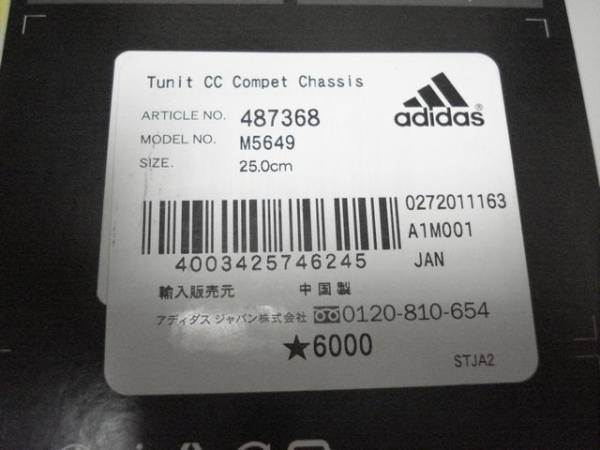 Tunit CC Compet Chassis
adidas®
ARTICLE NO. 487368
MODEL NO. M5649
SIZE. 25.0cm
0272011163
A1M001
4003425746245
JAN
輸入販売元 中国製
アディダス ジャパン株式会社 0120-810-654
★6000
STJA2